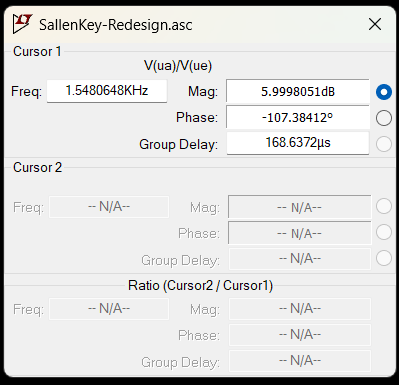 SallenKey-Redesign.asc
Cursor 1
V(ua)/V(ue)
Freq: 1.5480648KHz Mag: 5.9998051dB
Phase: -107.38412°
Group Delay: 168.6372µs
Cursor 2
Freq: -- N/A-- Mag: -- N/A--
Phase: -- N/A--
Group Delay: -- N/A--
Ratio (Cursor2 / Cursor1)
Freq: -- N/A-- Mag: -- N/A--
Phase: -- N/A--
Group Delay: -- N/A--